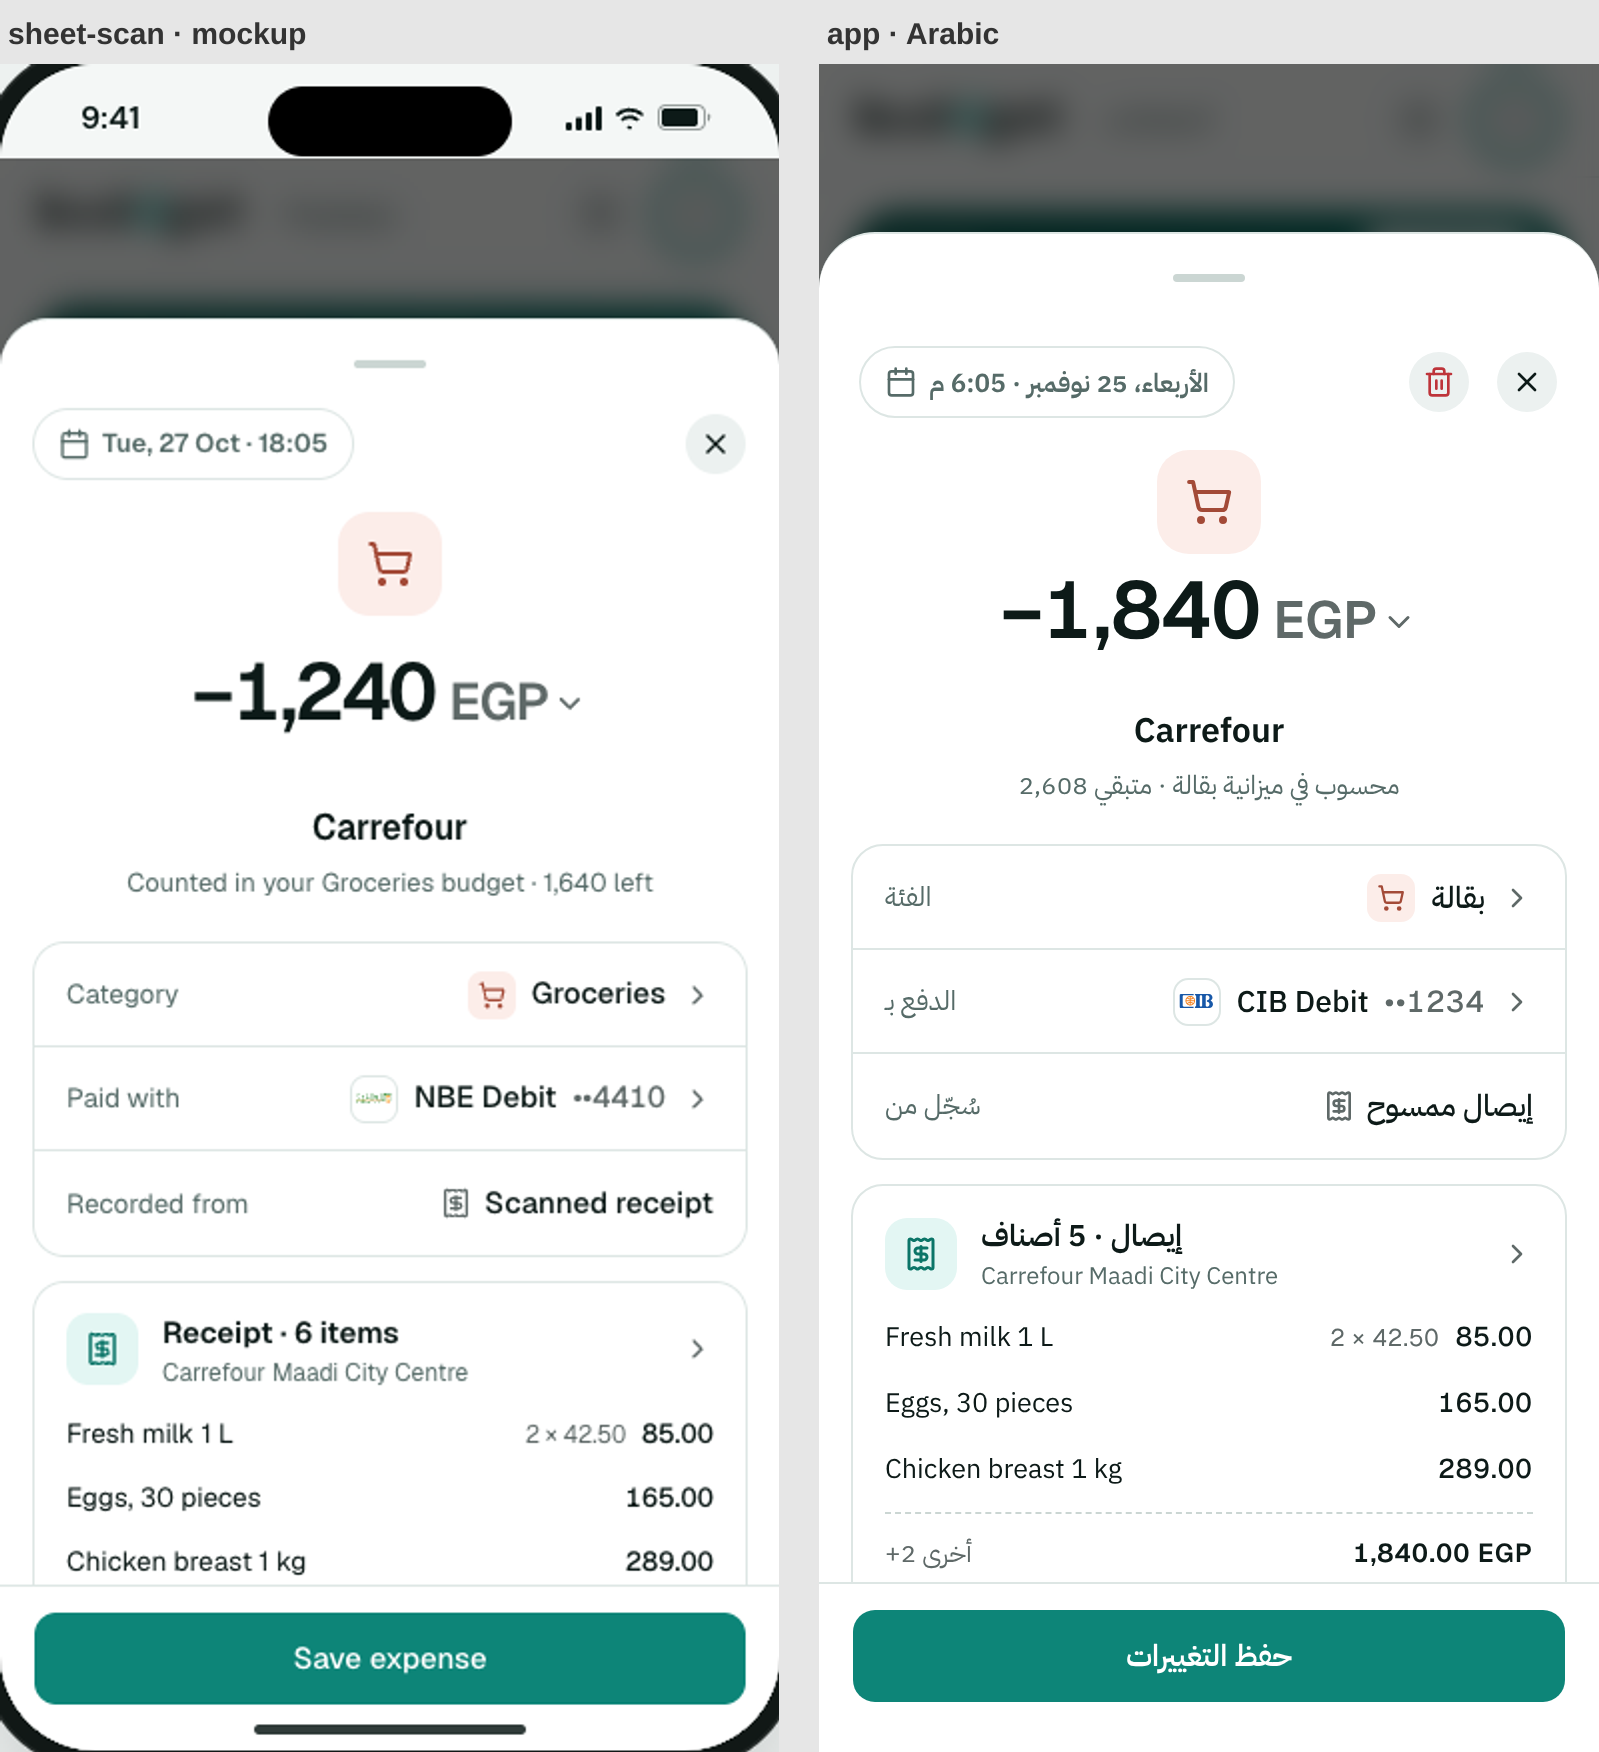 sheet-scan · mockup
9:41
Tue, 27 Oct · 18:05
−1,240 EGP
Carrefour
Counted in your Groceries budget · 1,640 left
Category
Groceries
Paid with
NBE Debit ••4410
Recorded from
Scanned receipt
Receipt · 6 items
Carrefour Maadi City Centre
Fresh milk 1 L 2 × 42.50 85.00
Eggs, 30 pieces 165.00
Chicken breast 1 kg 289.00
Save expense
app · Arabic
الأربعاء، 25 نوفمبر · 6:05 م
−1,840 EGP
Carrefour
محسوب في ميزانية بقالة · متبقي 2,608
الفئة
بقالة
الدفع بـ
CIB
CIB Debit ••1234
سُجّل من
إيصال ممسوح
إيصال · 5 أصناف
Carrefour Maadi City Centre
Fresh milk 1 L 2 × 42.50 85.00
Eggs, 30 pieces 165.00
Chicken breast 1 kg 289.00
+2 أخرى
1,840.00 EGP
حفظ التغييرات